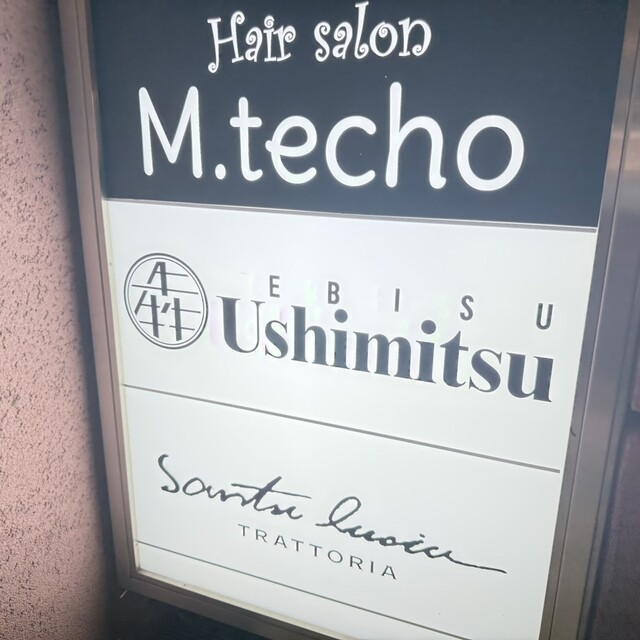 Hair salon
M.techo
EBISU
Ushimitsu
TRATTORIA